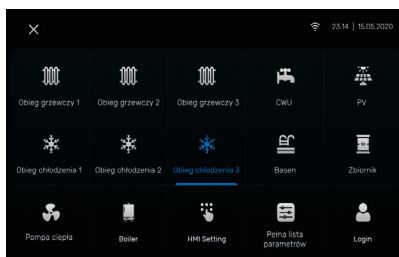 23:14 | 15.05.2020
Obieg grzewczy 1
Obieg grzewczy 2
Obieg grzewczy 3
CWU
PV
Obieg chłodzenia 1
Obieg chłodzenia 2
Obieg chłodzenia 3
Basen
Zbiornik
Pompa ciepła
Boiler
HMI Setting
Pełna lista
parametrów
Login